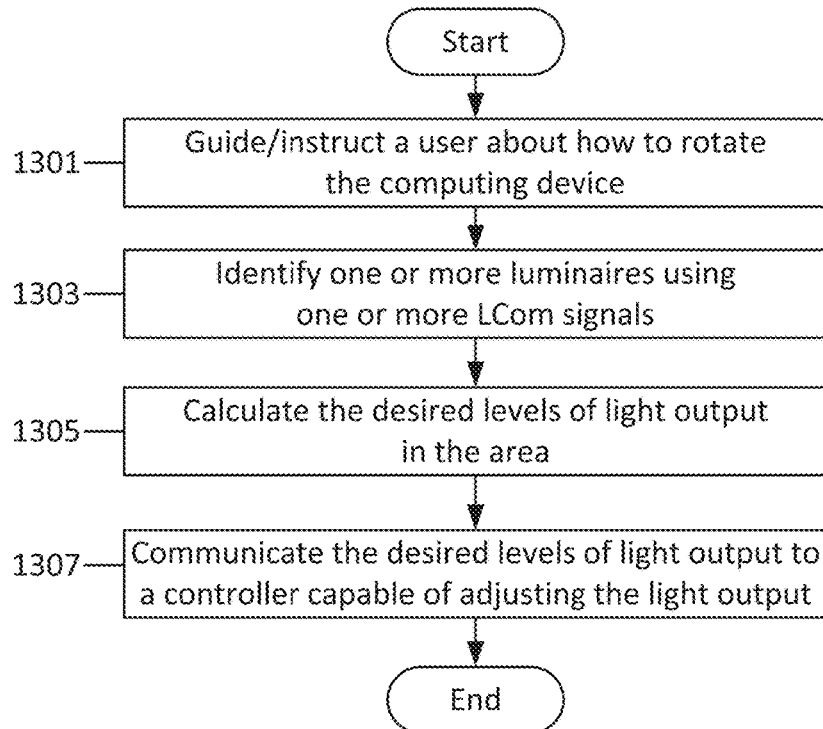 Start
1301
Guide/instruct a user about how to rotate
the computing device
1303
Identify one or more luminaires using
one or more LCom signals
1305
Calculate the desired levels of light output
in the area
1307
Communicate the desired levels of light output to
a controller capable of adjusting the light output
End